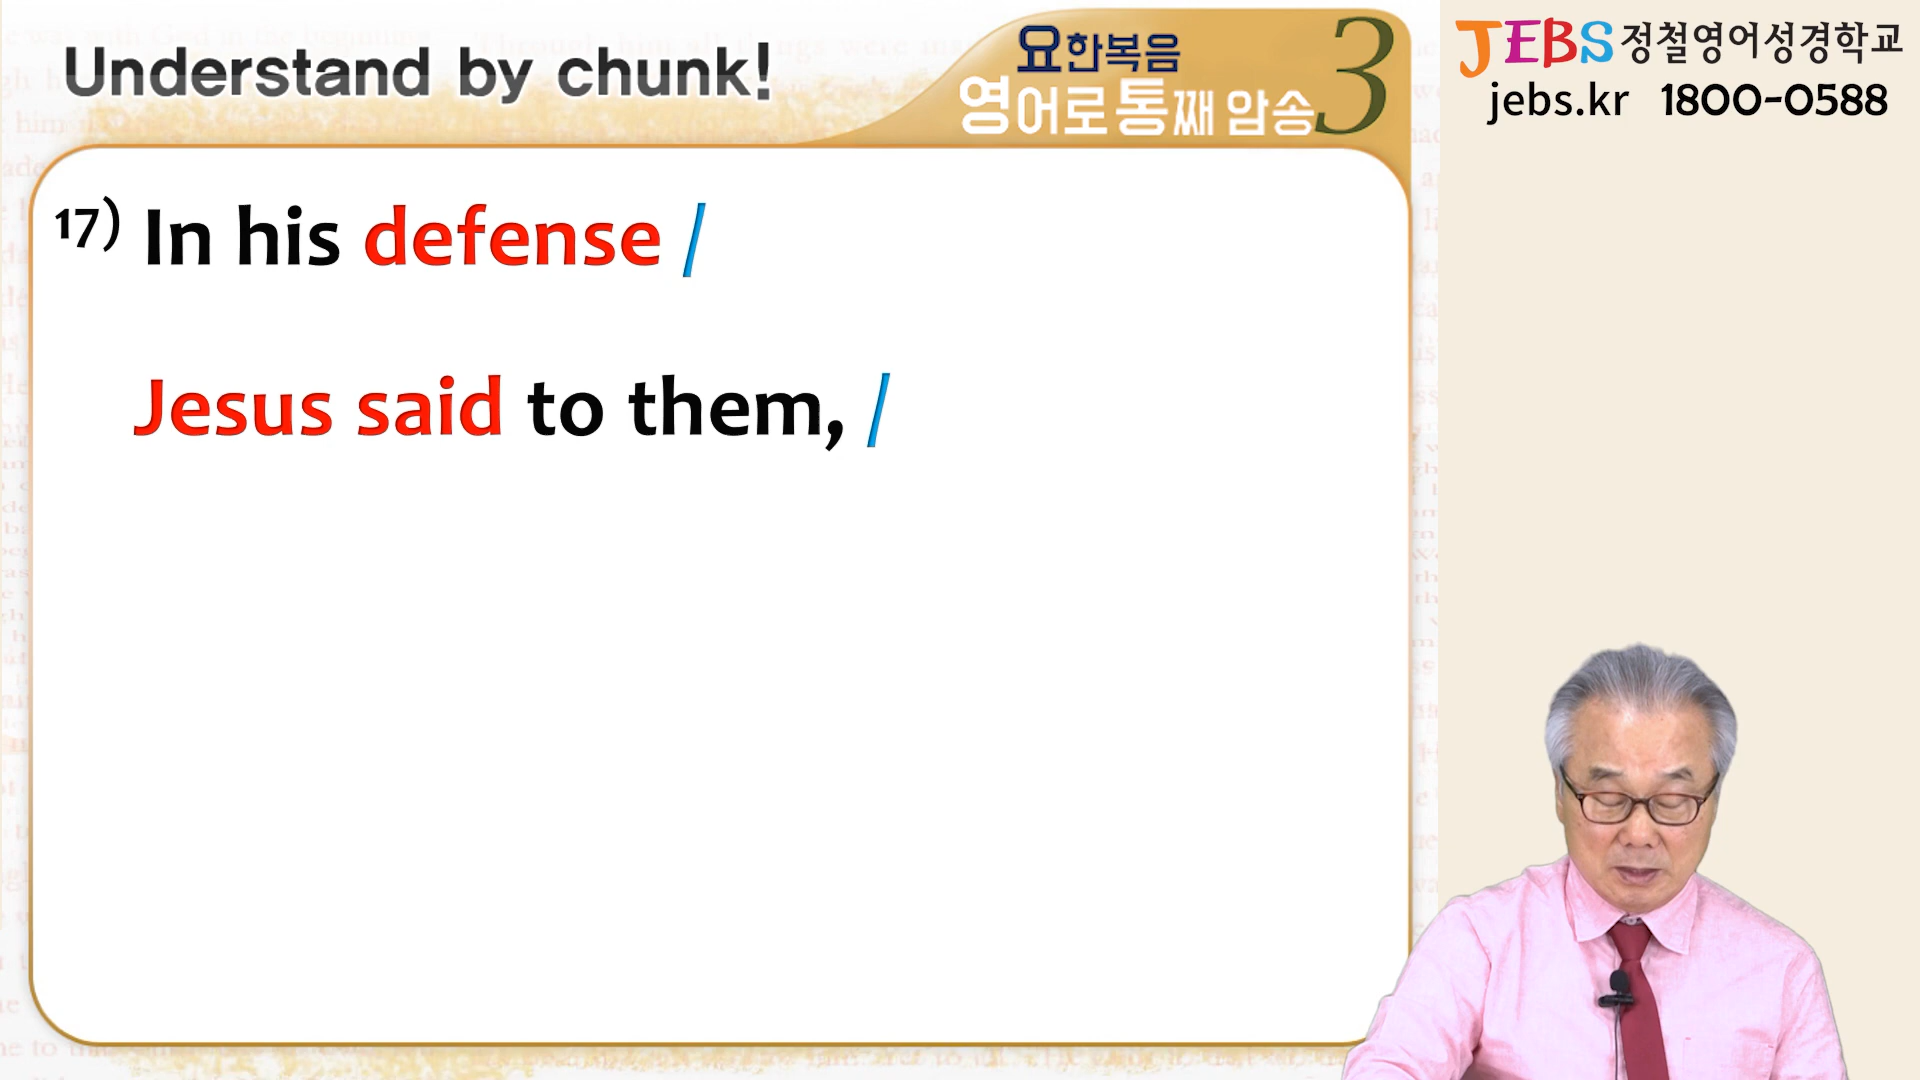 Understand by chunk!
요한복음
영어로 통째 암송 3
JEBS 정철영어성경학교
jebs.kr 1800-0588
17) In his defense /
Jesus said to them, /